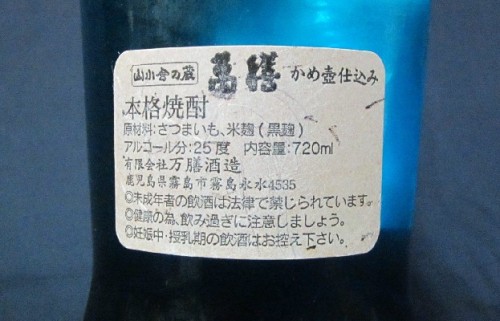 山小舎乃蔵 萬膳 かめ壺仕込み
本格焼酎
原材料:さつまいも、米麹(黒麹)
アルコール分:25度 内容量:720ml
有限会社万膳酒造
鹿児島県霧島市霧島永水4535
◎未成年者の飲酒は法律で禁じられています。
◎健康の為、飲み過ぎに注意しましょう。
◎妊娠中・授乳期の飲酒はお控え下さい。